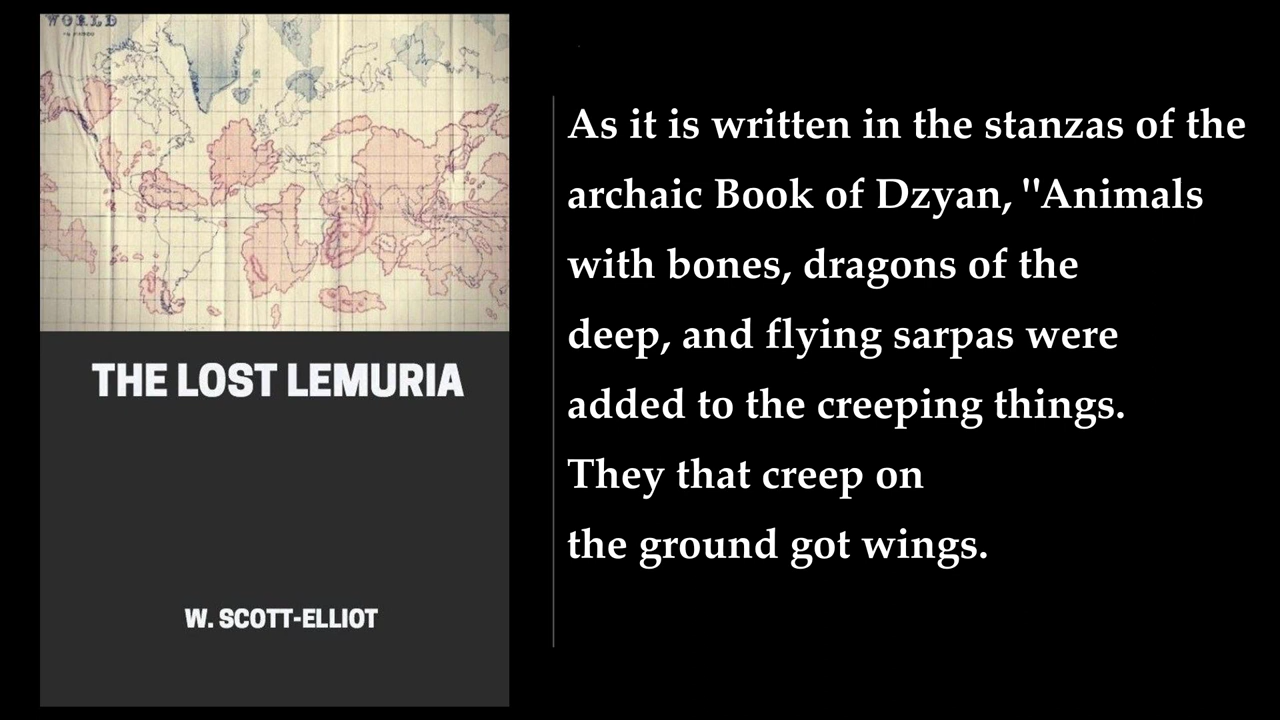 WORLD
THE LOST LEMURIA
W. SCOTT-ELLIOT
As it is written in the stanzas of the
archaic Book of Dzyan, "Animals
with bones, dragons of the
deep, and flying sarpas were
added to the creeping things.
They that creep on
the ground got wings.